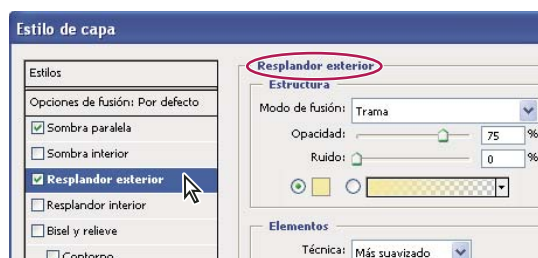 Estilo de capa
Estilos
Opciones de fusión: Por defecto
Sombra paralela
Sombra interior
Resplandor exterior
Resplandor interior
Bisel y relieve
Contorno
Resplandor exterior
Estructura
Modo de fusión: Trama
Opacidad: 75 %
Ruido: 0 %
Elementos
Técnica: Más suavizado